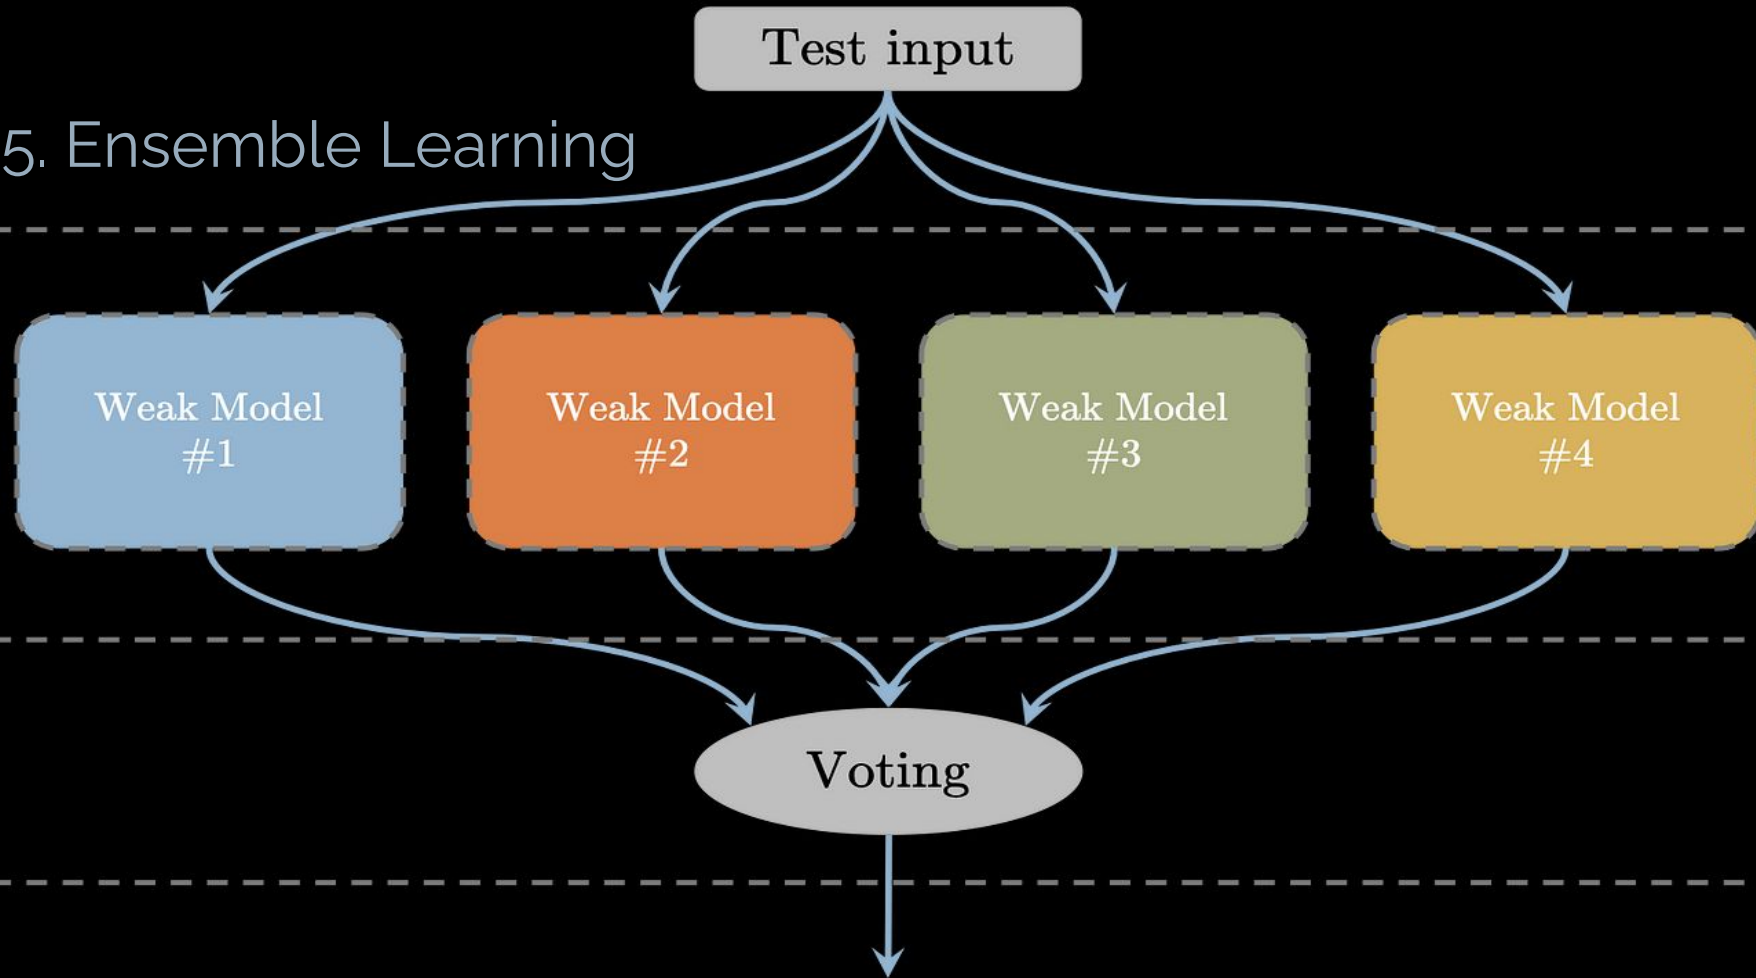 Test input
5. Ensemble Learning
Weak Model
#1
Weak Model
#2
Weak Model
#3
Weak Model
#4
Voting